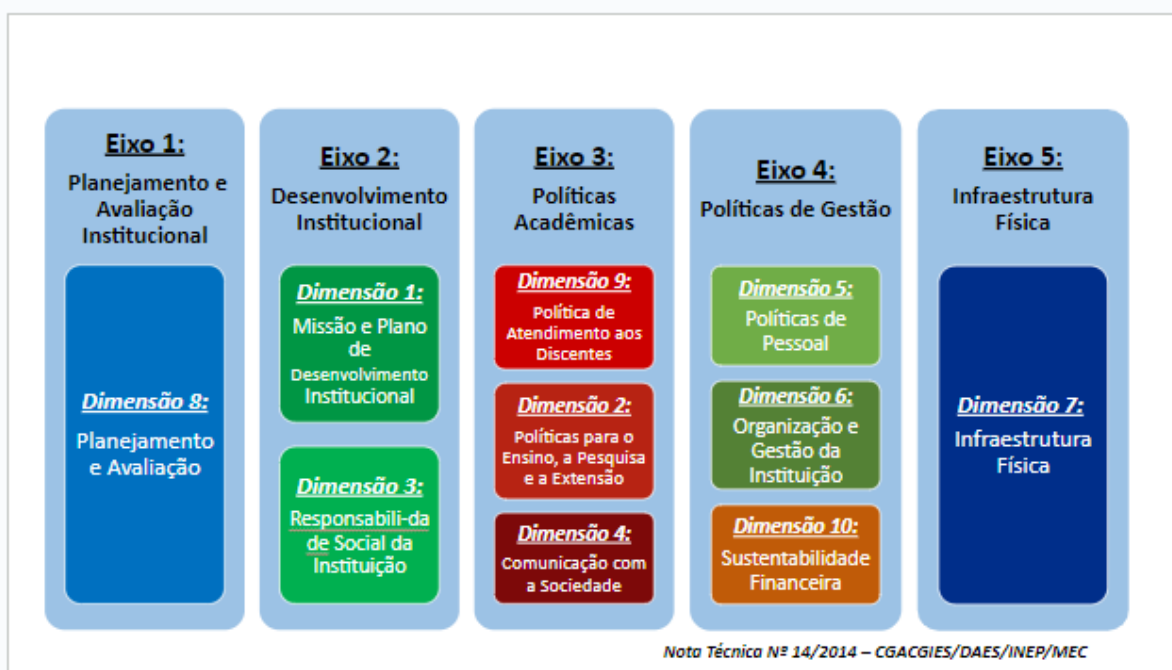 Eixo 1:
Planejamento e
Avaliação
Institucional
Dimensão 8:
Planejamento
e Avaliação
Eixo 2:
Desenvolvimento
Institucional
Dimensão 1:
Missão e Plano
de
Desenvolvimento
Institucional
Dimensão 3:
Responsabili-da
de Social da
Instituição
Eixo 3:
Políticas
Acadêmicas
Dimensão 9:
Política de
Atendimento aos
Discentes
Dimensão 2:
Políticas para o
Ensino, a Pesquisa
e a Extensão
Dimensão 4:
Comunicação com
a Sociedade
Eixo 4:
Políticas de Gestão
Dimensão 5:
Políticas de
Pessoal
Dimensão 6:
Organização e
Gestão da
Instituição
Dimensão 10:
Sustentabilidade
Financeira
Eixo 5:
Infraestrutura
Física
Dimensão 7:
Infraestrutura
Física
Nota Técnica Nº 14/2014 – CGACGIES/DAES/INEP/MEC